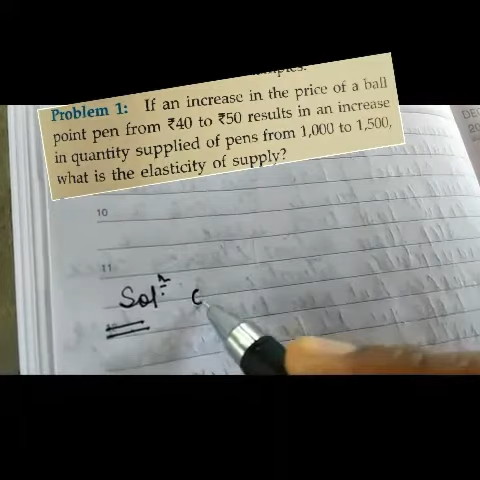 Problem 1: If an increase in the price of a ball
point pen from ₹40 to ₹50 results in an increase
in quantity supplied of pens from 1,000 to 1,500,
what is the elasticity of supply?
10
11
Solⁿ: